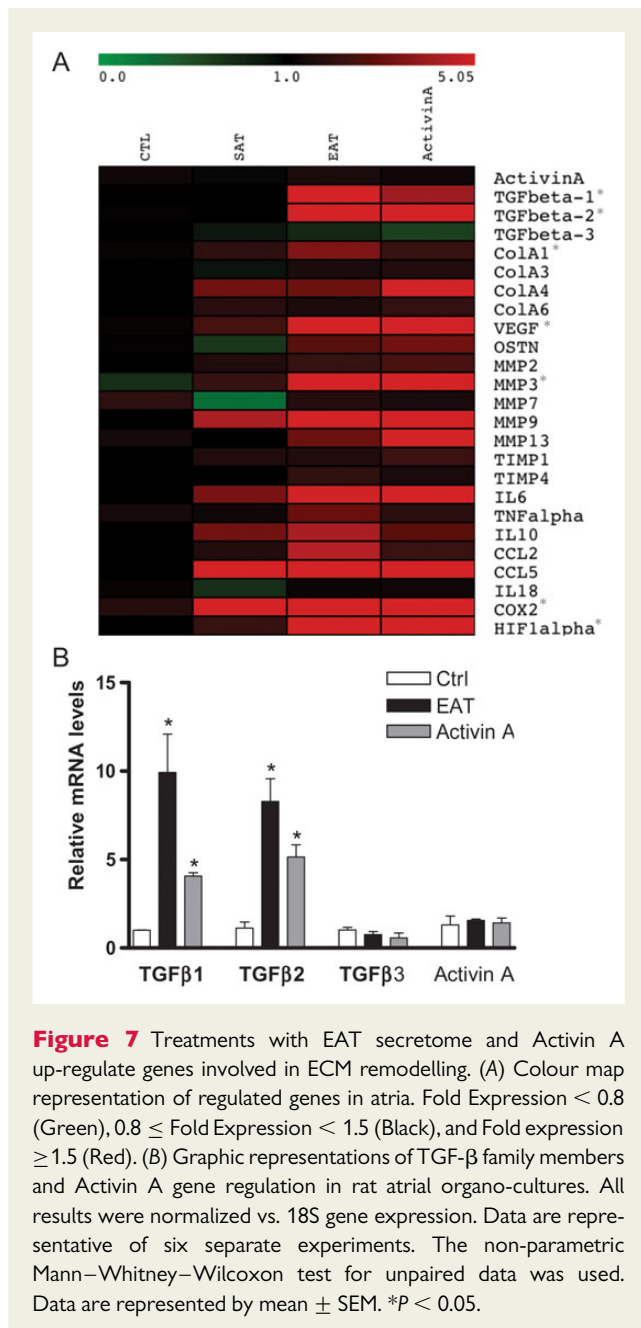 A
0.0 1.0 5.05
CTL SAT EAT ActivinA
ActivinA
TGFbeta-1*
TGFbeta-2*
TGFbeta-3
ColA1*
ColA3
ColA4
ColA6
VEGF*
OSTN
MMP2
MMP3*
MMP7
MMP9
MMP13
TIMP1
TIMP4
IL6
TNFalpha
IL10
CCL2
CCL5
IL18
COX2*
HIF1alpha*
B
Relative mRNA levels
15
10
5
0
Ctrl
EAT
Activin A
* * * *
TGFβ1 TGFβ2 TGFβ3 Activin A
Figure 7 Treatments with EAT secretome and Activin A
up-regulate genes involved in ECM remodelling. (A) Colour map
representation of regulated genes in atria. Fold Expression < 0.8
(Green), 0.8 ≤ Fold Expression < 1.5 (Black), and Fold expression
≥1.5 (Red). (B) Graphic representations of TGF-β family members
and Activin A gene regulation in rat atrial organo-cultures. All
results were normalized vs. 18S gene expression. Data are repre-
sentative of six separate experiments. The non-parametric
Mann–Whitney–Wilcoxon test for unpaired data was used.
Data are represented by mean ± SEM. *P < 0.05.